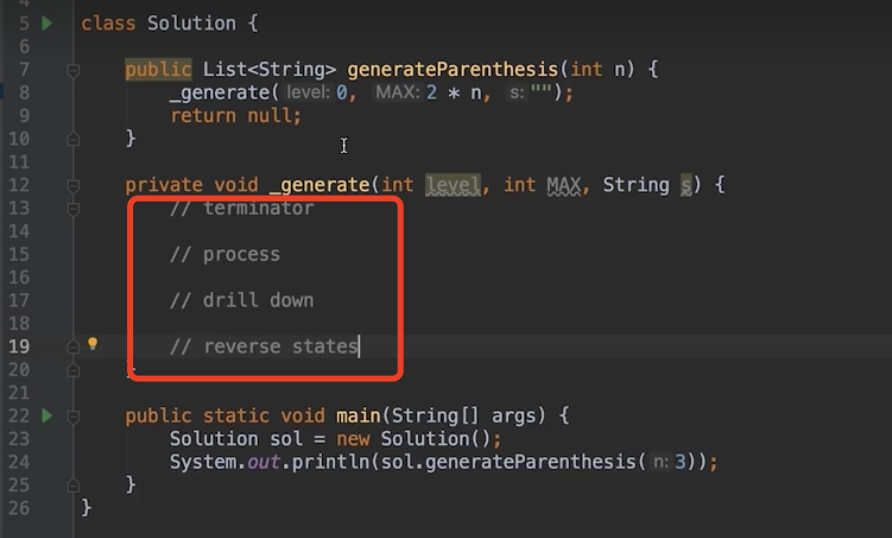 5 class Solution {
6
7 public List<String> generateParenthesis(int n) {
8 _generate( level: 0, MAX: 2 * n, s: "");
9 return null;
10 }
11
12 private void _generate(int level, int MAX, String s) {
13 // terminator
14
15 // process
16
17 // drill down
18
19 // reverse states
20 }
21
22 public static void main(String[] args) {
23 Solution sol = new Solution();
24 System.out.println(sol.generateParenthesis( n: 3));
25 }
26 }